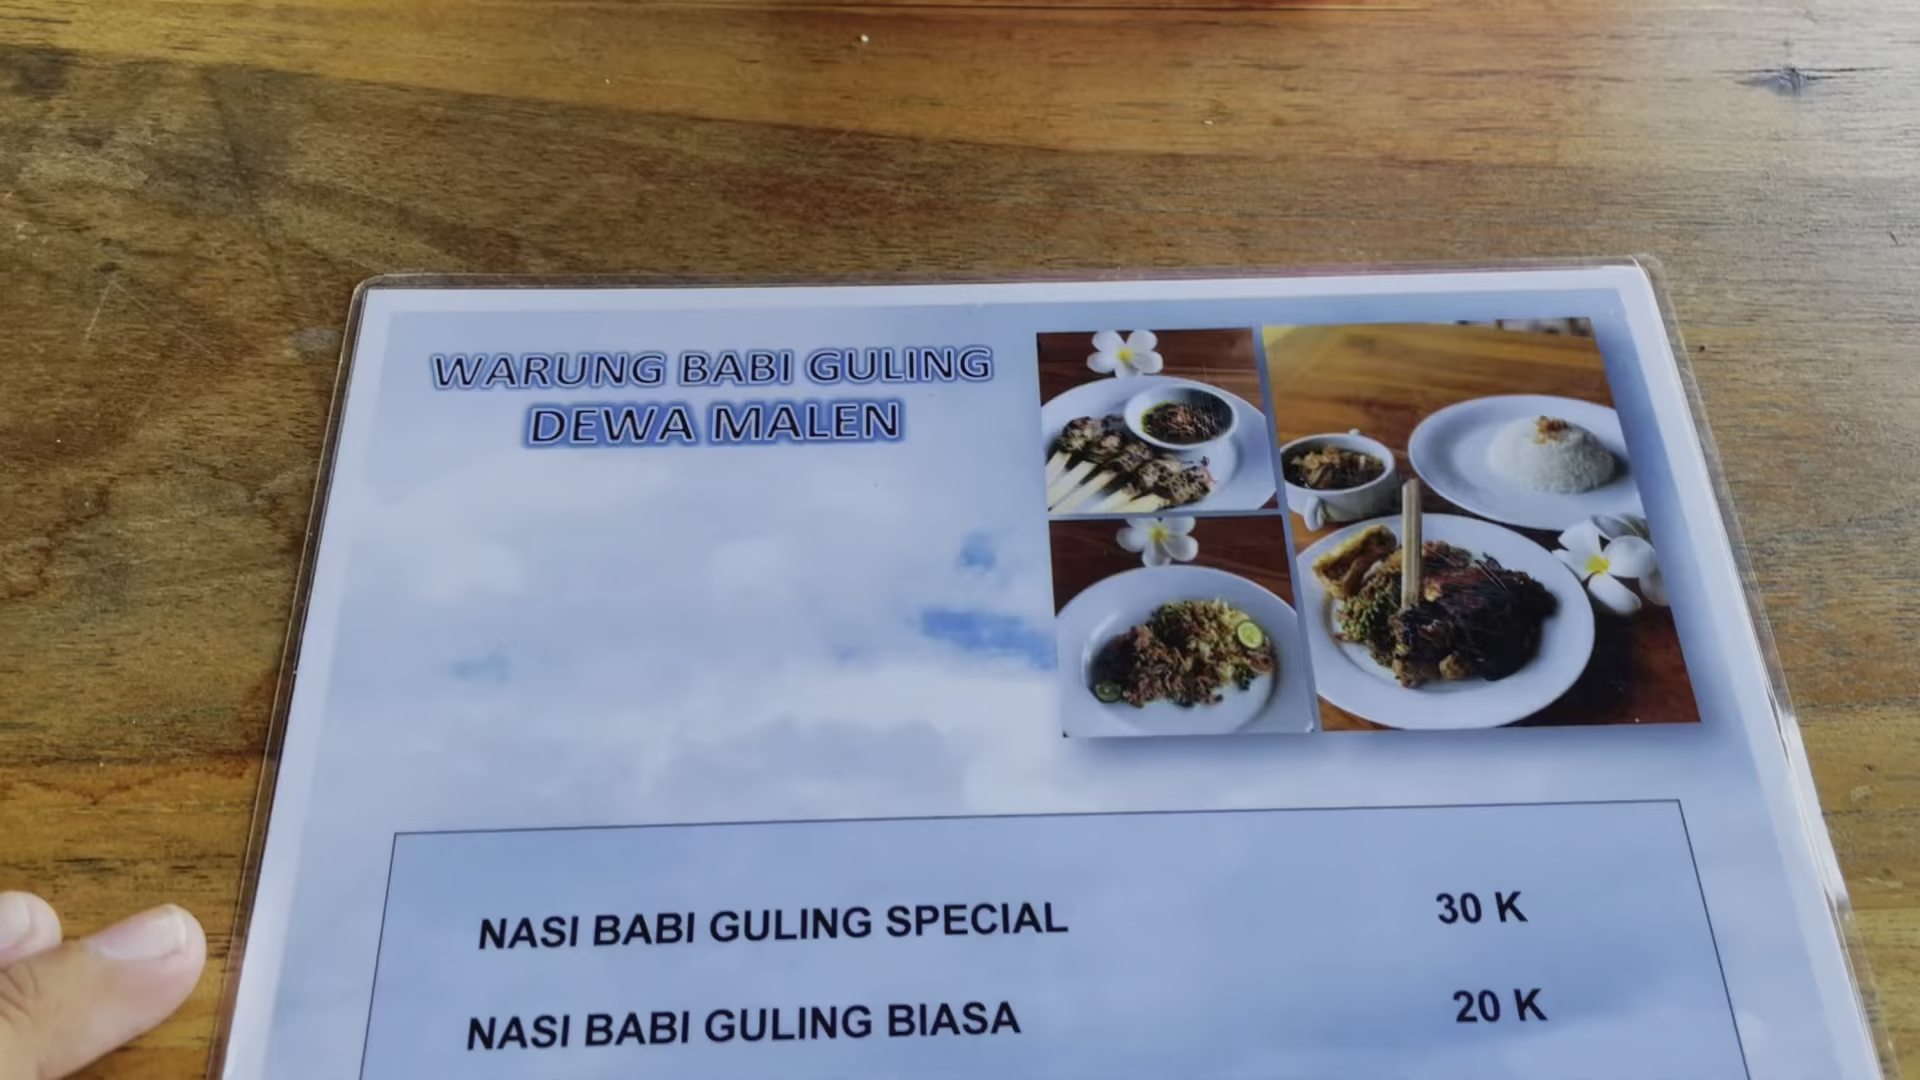 WARUNG BABI GULING
DEWA MALEN
NASI BABI GULING SPECIAL 30 K
NASI BABI GULING BIASA 20 K